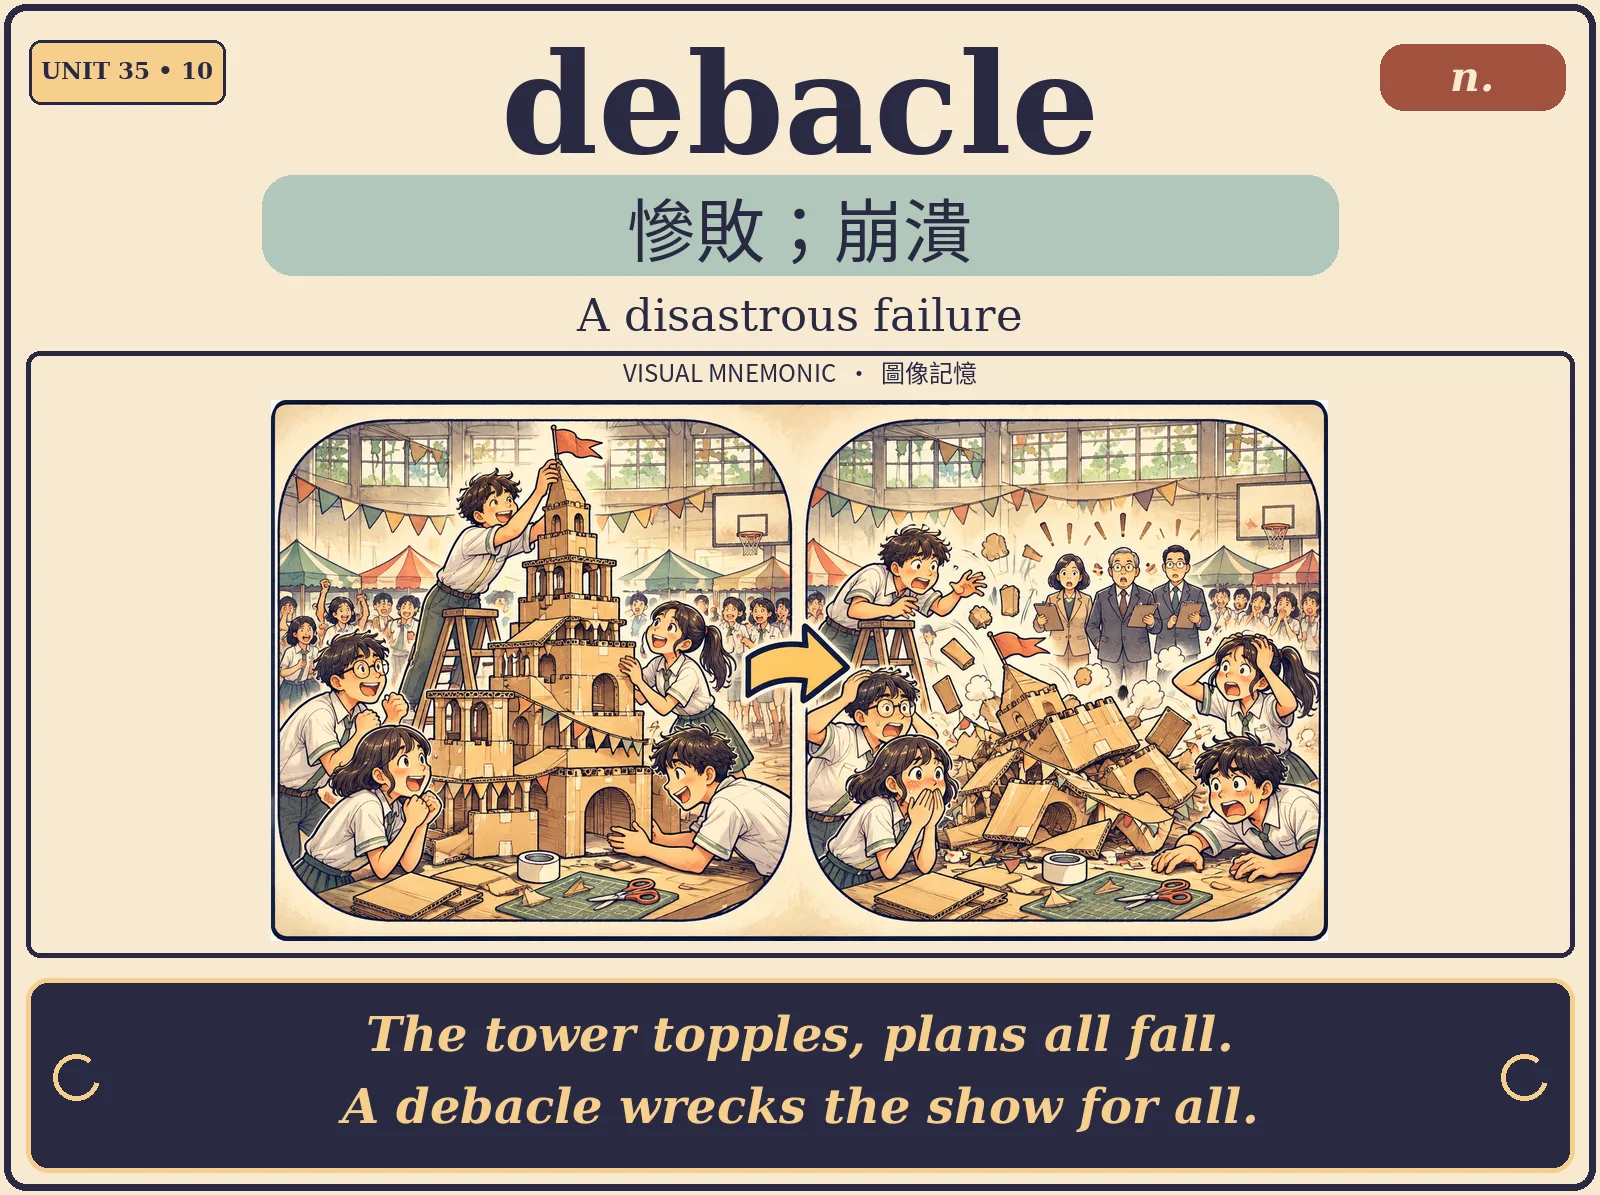 UNIT 35 • 10
debacle
n.
慘敗；崩潰
A disastrous failure
VISUAL MNEMONIC • 圖像記憶
The tower topples, plans all fall.
A debacle wrecks the show for all.